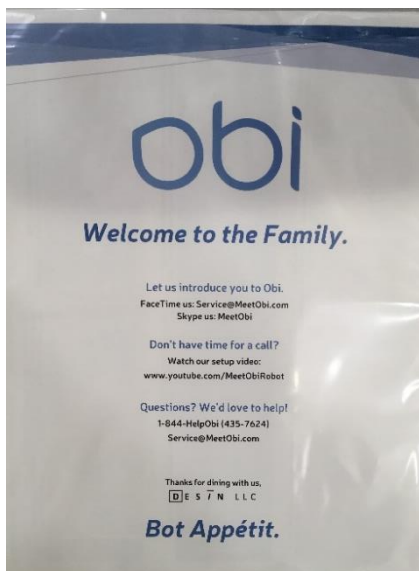 obi
Welcome to the Family.
Let us introduce you to Obi.
FaceTime us: Service@MeetObi.com
Skype us: MeetObi
Don't have time for a call?
Watch our setup video:
www.youtube.com/MeetObiRobot
Questions? We'd love to help!
1-844-HelpObi (435-7624)
Service@MeetObi.com
Thanks for dining with us,
DESIN LLC
Bot Appétit.